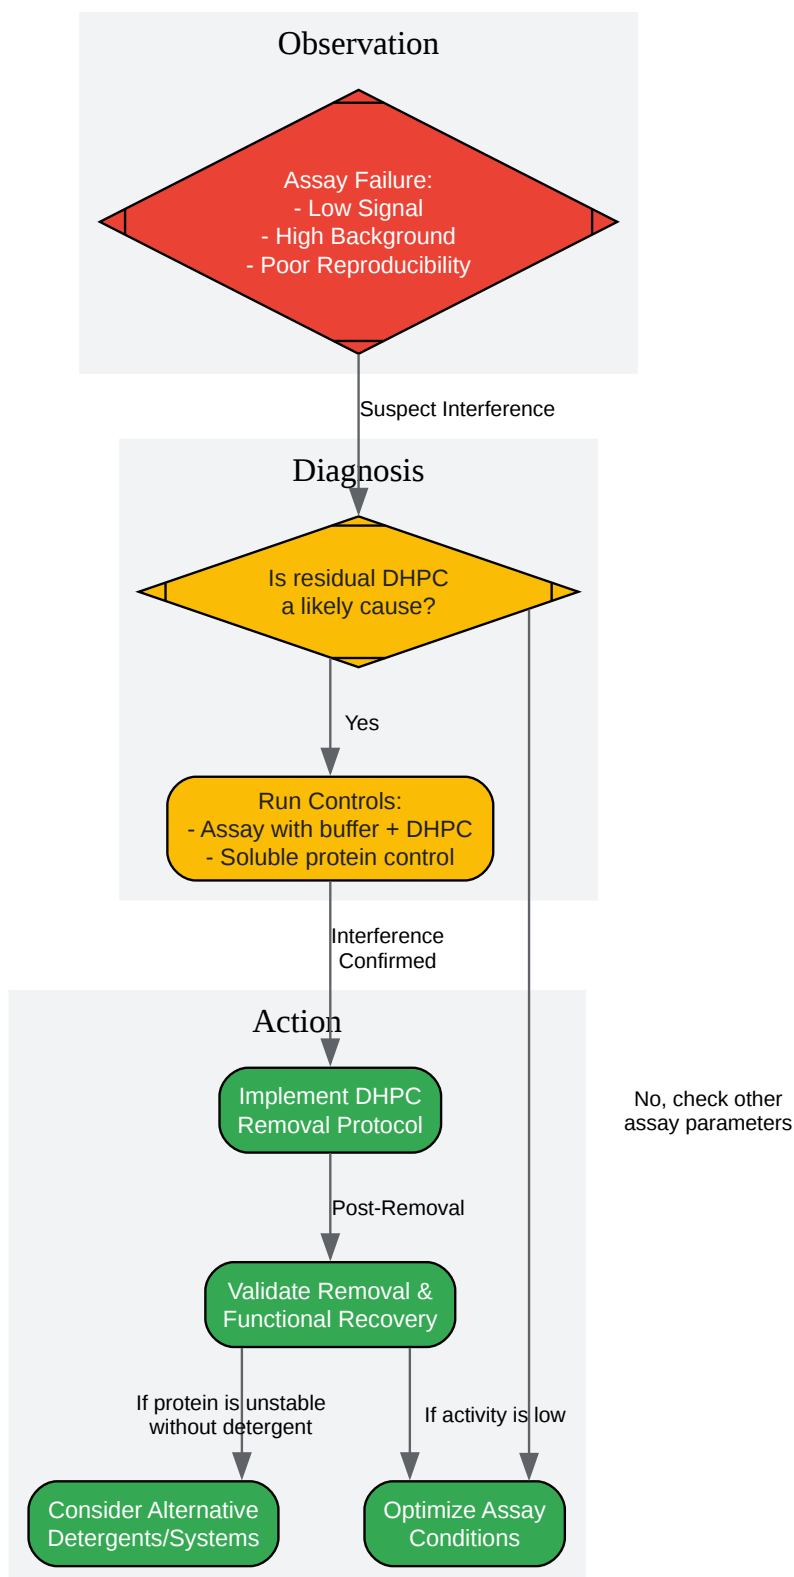 Observation
Assay Failure:
- Low Signal
- High Background
- Poor Reproducibility
Suspect Interference
Diagnosis
Is residual DHPC
a likely cause?
Yes
Run Controls:
- Assay with buffer + DHPC
- Soluble protein control
Interference
Confirmed
Action
Implement DHPC
Removal Protocol
No, check other
assay parameters
Post-Removal
Validate Removal &
Functional Recovery
If protein is unstable
without detergent
If activity is low
Consider Alternative
Detergents/Systems
Optimize Assay
Conditions